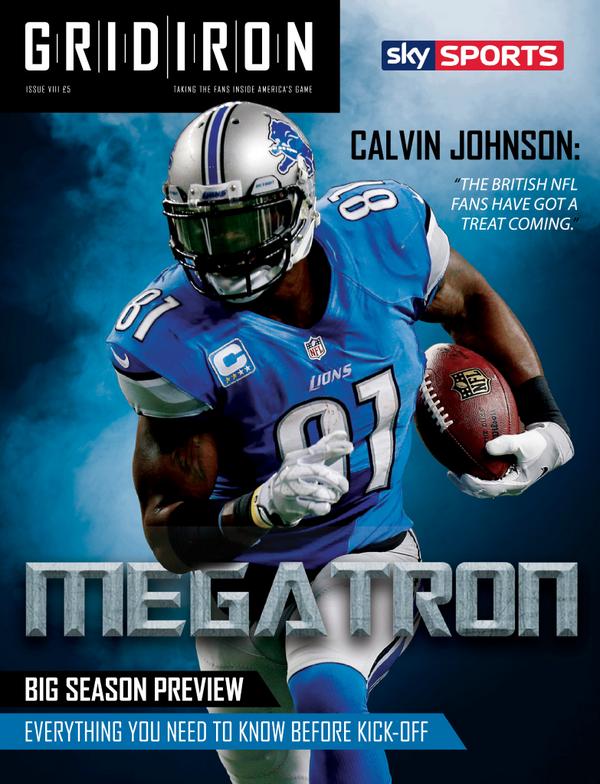 GRIDIRON
ISSUE VIII £5
TAKING THE FANS INSIDE AMERICA'S GAME
sky SPORTS
CALVIN JOHNSON:
"THE BRITISH NFL
FANS HAVE GOT A
TREAT COMING."
81
81
C
NFL
LIONS
81
NFL
MEGATRON
BIG SEASON PREVIEW
EVERYTHING YOU NEED TO KNOW BEFORE KICK-OFF